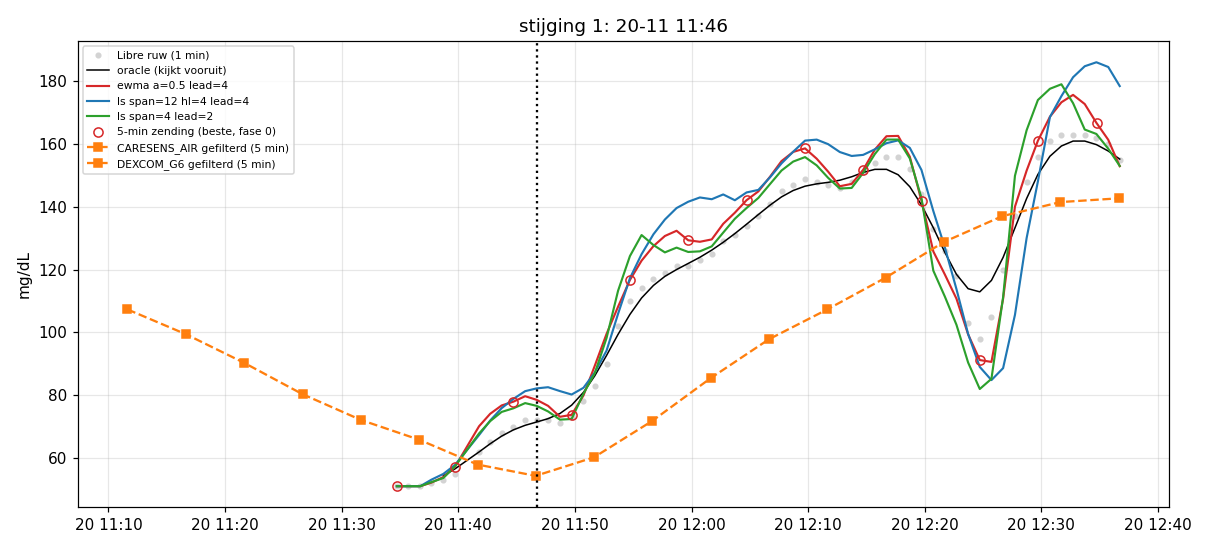 stijging 1: 20-11 11:46
Libre ruw (1 min)
oracle (kijkt vooruit)
ewma a=0.5 lead=4
ls span=12 hl=4 lead=4
ls span=4 lead=2
5-min zending (beste, fase 0)
CARESENS_AIR gefilterd (5 min)
DEXCOM_G6 gefilterd (5 min)
mg/dL
180
160
140
120
100
80
60
20 11:10
20 11:20
20 11:30
20 11:40
20 11:50
20 12:00
20 12:10
20 12:20
20 12:30
20 12:40